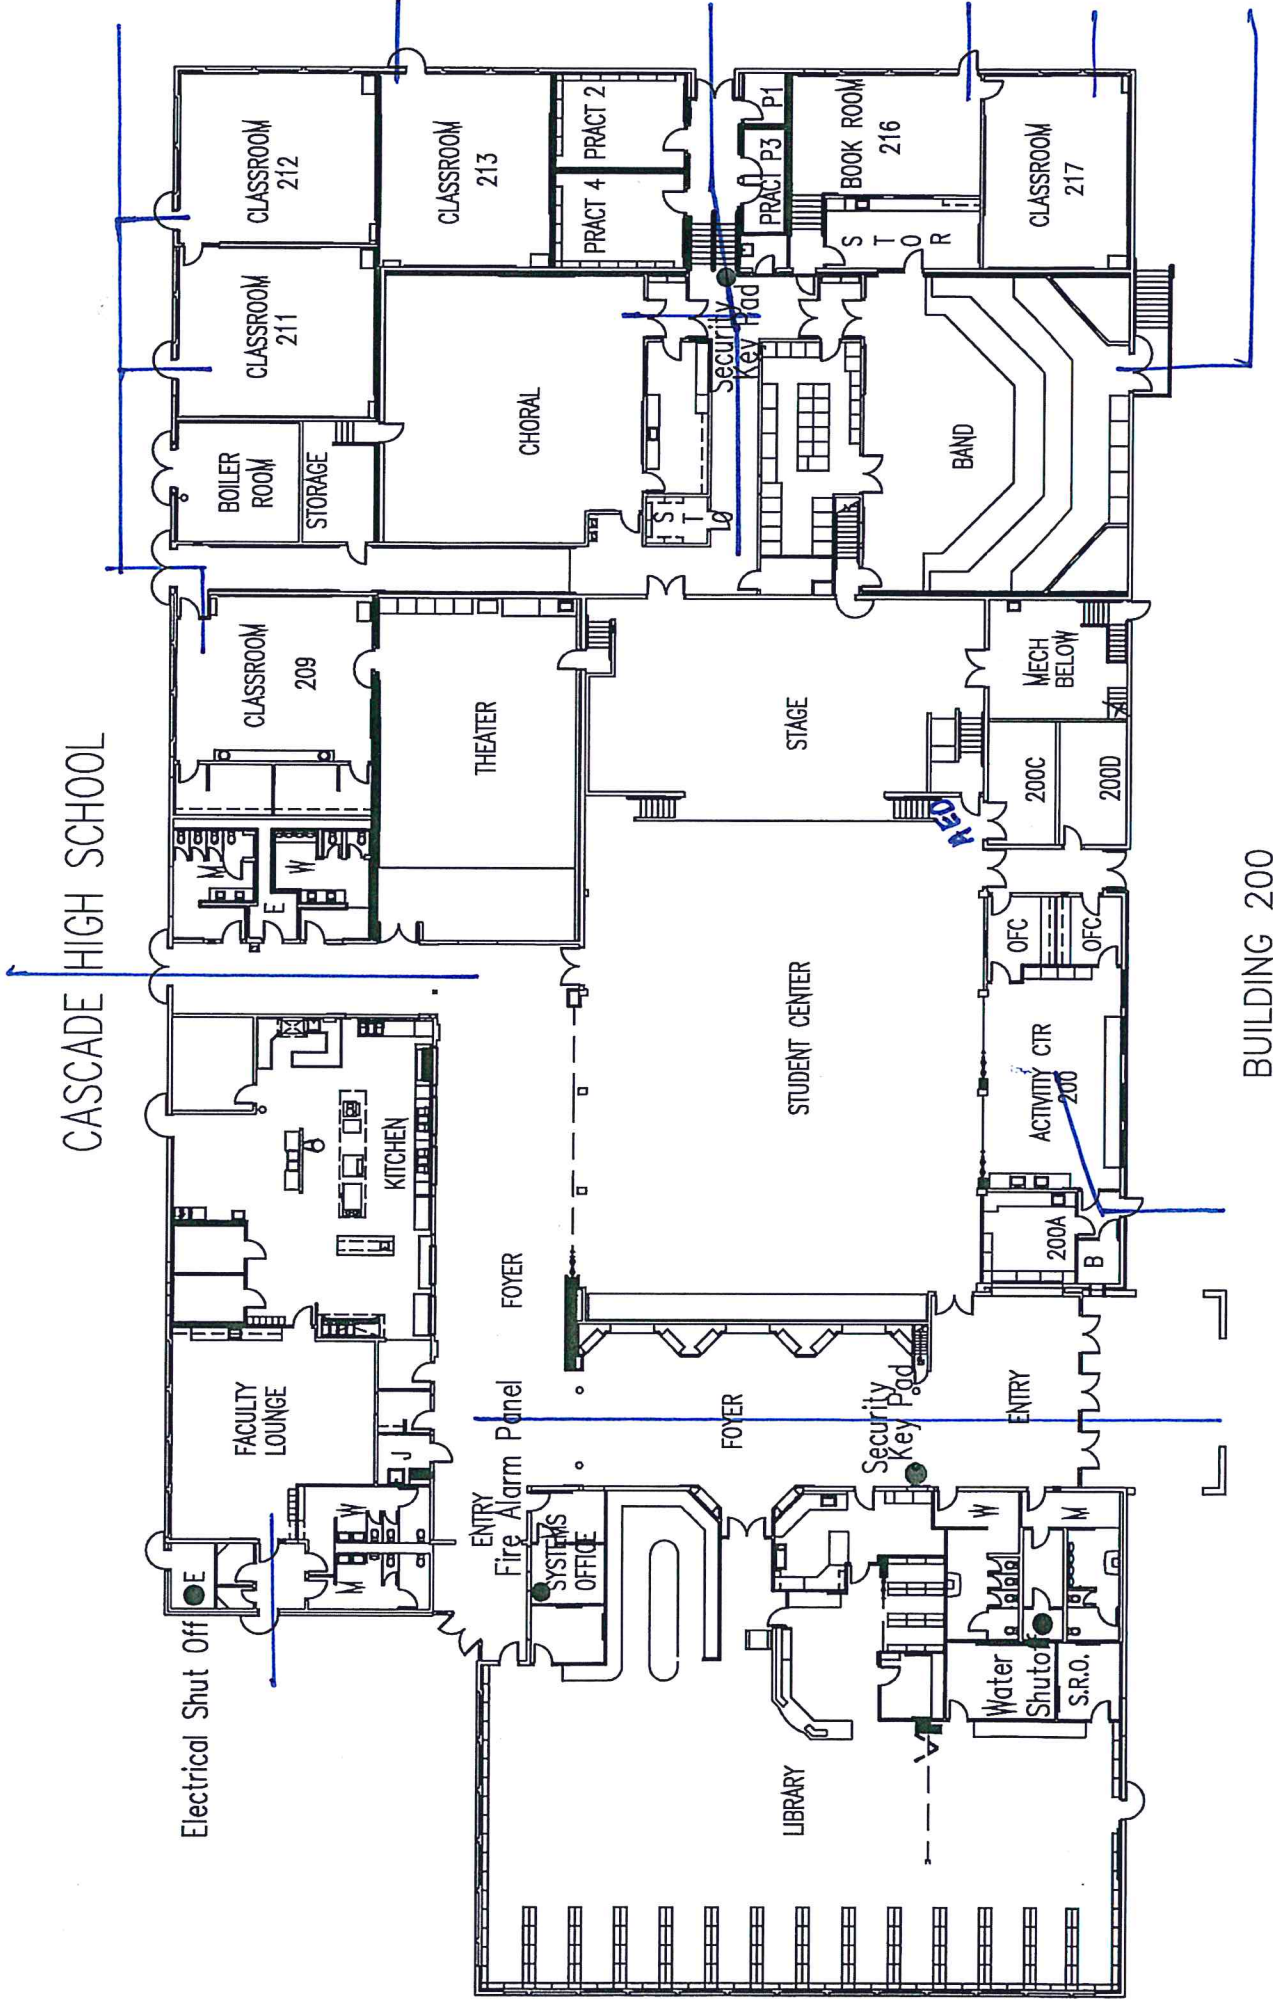 CASCADE HIGH SCHOOL
Electrical Shut Off
E
M
W
FACULTY
LOUNGE
J
KITCHEN
E
M
W
CLASSROOM
209
BOILER
ROOM
STORAGE
CLASSROOM
211
CLASSROOM
212
CLASSROOM
213
ENTRY
Fire Alarm Panel
SYSTEMS
OFFICE
FOYER
THEATER
CHORAL
PRACT 4
PRACT 2
S
T
O
Security
Key Pad
PRACT P3
P1
LIBRARY
FOYER
Security
Key Pad
STUDENT CENTER
STAGE
AED
BAND
S
T
O
R
BOOK ROOM
216
CLASSROOM
217
W
M
Water
Shutof
S.R.O.
ENTRY
200A
B
ACTIVITIY CTR
200
OFC
OFC
200C
200D
MECH
BELOW
BUILDING 200